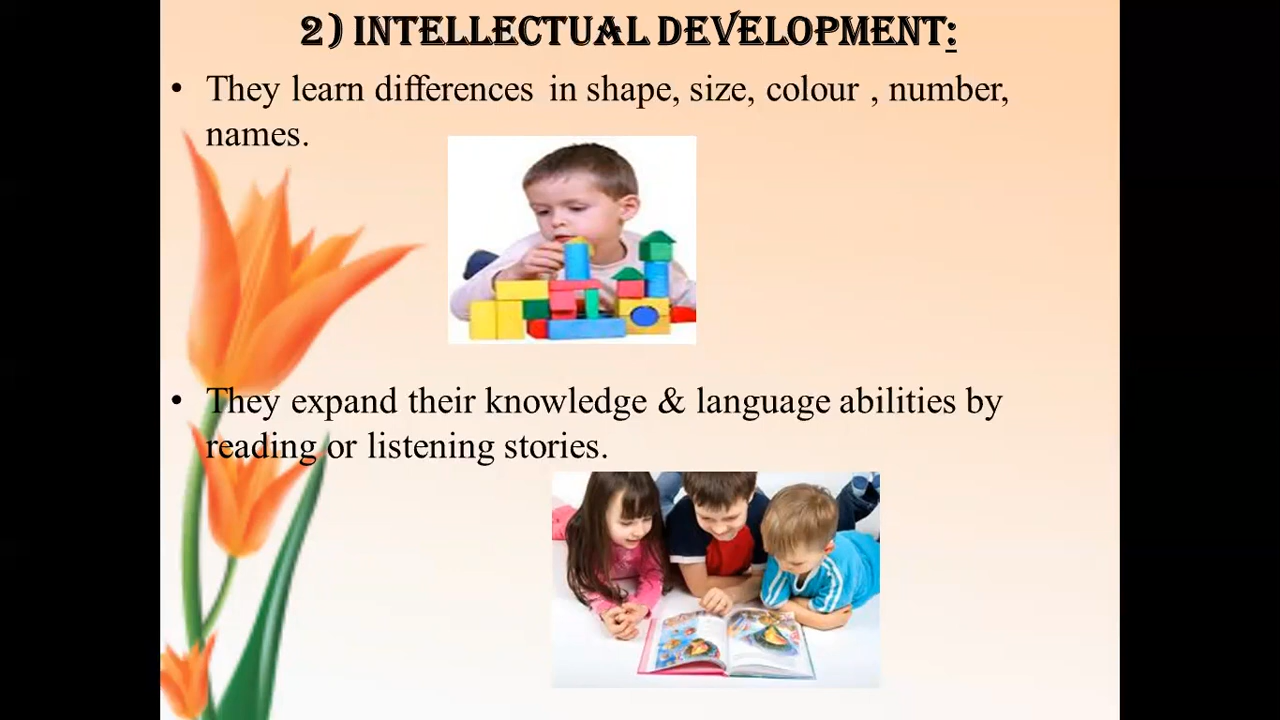 2) INTELLECTUAL DEVELOPMENT:
• They learn differences in shape, size, colour , number,
names.
• They expand their knowledge & language abilities by
reading or listening stories.